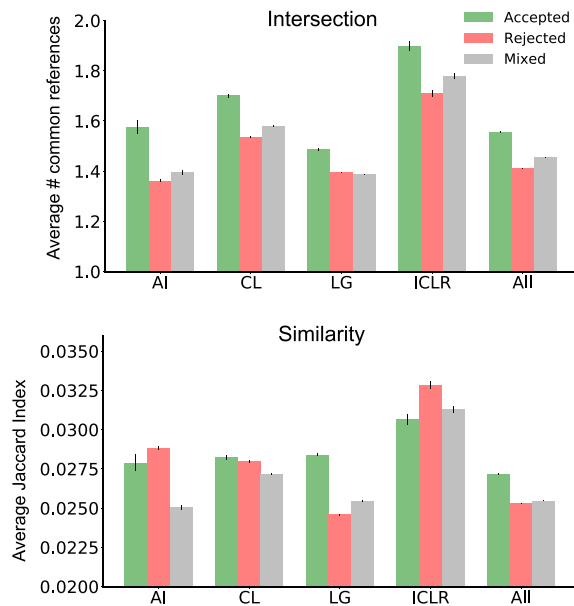 Intersection
Accepted
Rejected
Mixed
Average # common references
2.0
1.8
1.6
1.4
1.2
1.0
AI CL LG ICLR All
Similarity
Average Jaccard Index
0.0350
0.0325
0.0300
0.0275
0.0250
0.0225
0.0200
AI CL LG ICLR All